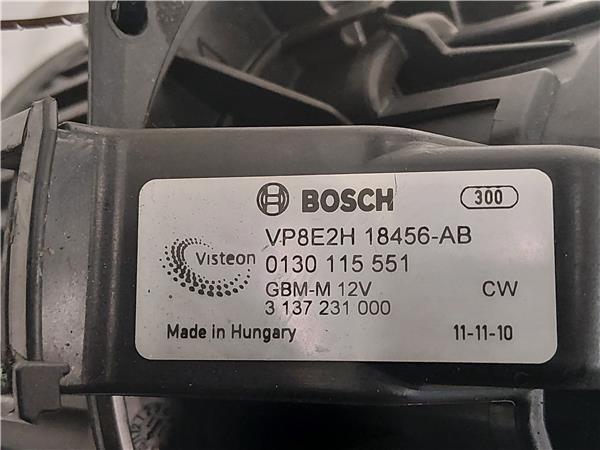 BOSCH
300
VP8E2H 18456-AB
Visteon
0130 115 551
GBM-M 12V
CW
3 137 231 000
Made in Hungary
11-11-10